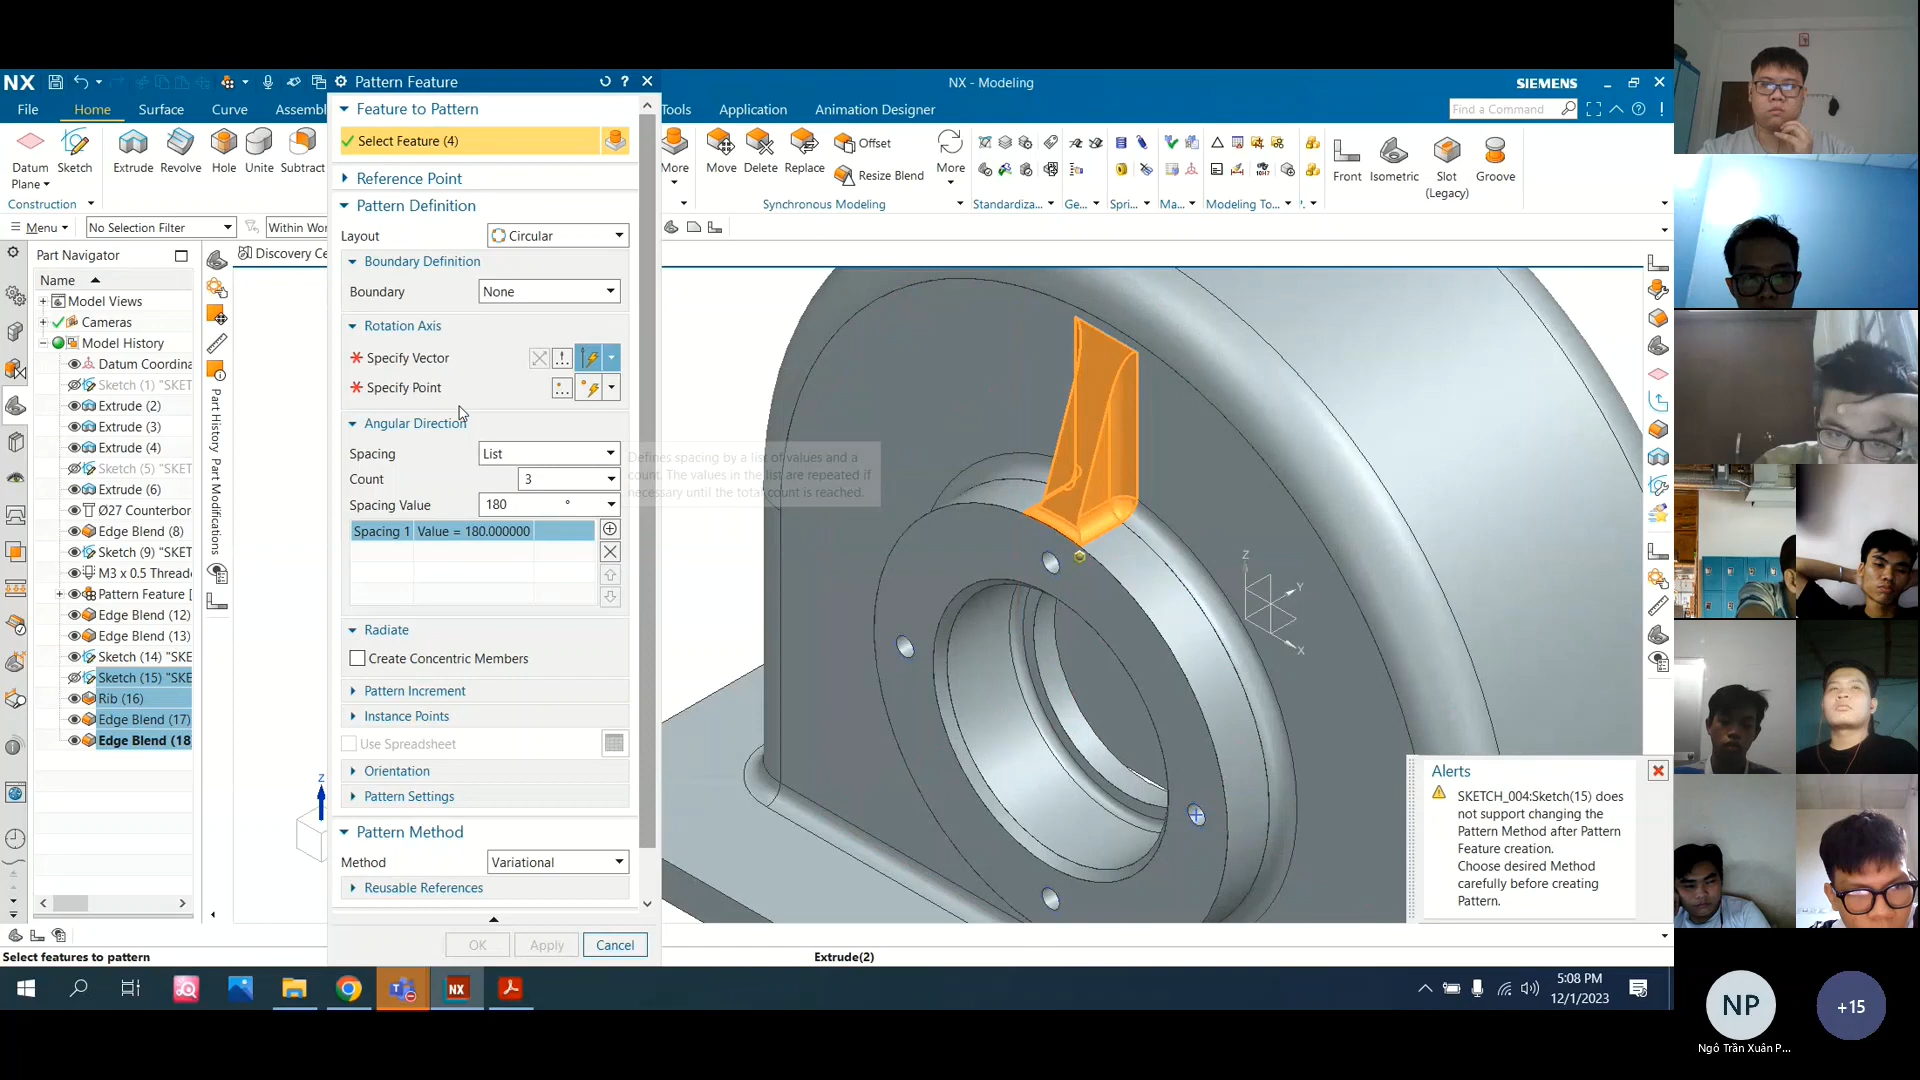 NX
Pattern Feature
NX - Modeling
SIEMENS
File
Home
Surface
Curve
Assembl
Feature to Pattern
Tools
Application
Animation Designer
Find a Command
Select Feature (4)
Datum
Plane
Sketch
Extrude
Revolve
Hole
Unite
Subtract
More
Move
Delete
Replace
Offset
Resize Blend
More
Front
Isometric
Slot
(Legacy)
Groove
Reference Point
Construction
Synchronous Modeling
Standardiza...
Ge...
Spri...
Ma...
Modeling To...
Pattern Definition
Menu
No Selection Filter
Within Wor
Layout
Circular
Part Navigator
Discovery Ce
Boundary Definition
Name
Boundary
None
Model Views
Cameras
Rotation Axis
Model History
Specify Vector
Datum Coordina
Sketch (1) "SKET
Specify Point
Extrude (2)
Extrude (3)
Angular Direction
Extrude (4)
Spacing
List
Defines spacing by a list of values and a
count. The values in the list are repeated if
necessary until the total count is reached.
Sketch (5) "SKET
Count
3
Extrude (6)
Spacing Value
180
°
Ø27 Counterbor
Edge Blend (8)
Spacing 1
Value = 180.000000
Sketch (9) "SKET
M3 x 0.5 Threade
Pattern Feature [
Edge Blend (12)
Radiate
Edge Blend (13)
Create Concentric Members
Sketch (14) "SKE
Sketch (15) "SKE
Pattern Increment
Rib (16)
Edge Blend (17)
Instance Points
Edge Blend (18
Use Spreadsheet
Orientation
Pattern Settings
Pattern Method
Method
Variational
Reusable References
Part History
Part Modifications
Z
Z
Y
X
Alerts
SKETCH_004:Sketch(15) does
not support changing the
Pattern Method after Pattern
Feature creation.
Choose desired Method
carefully before creating
Pattern.
OK
Apply
Cancel
Select features to pattern
Extrude(2)
NX
5:08 PM
12/1/2023
NP
+15
Ngô Trần Xuân P...